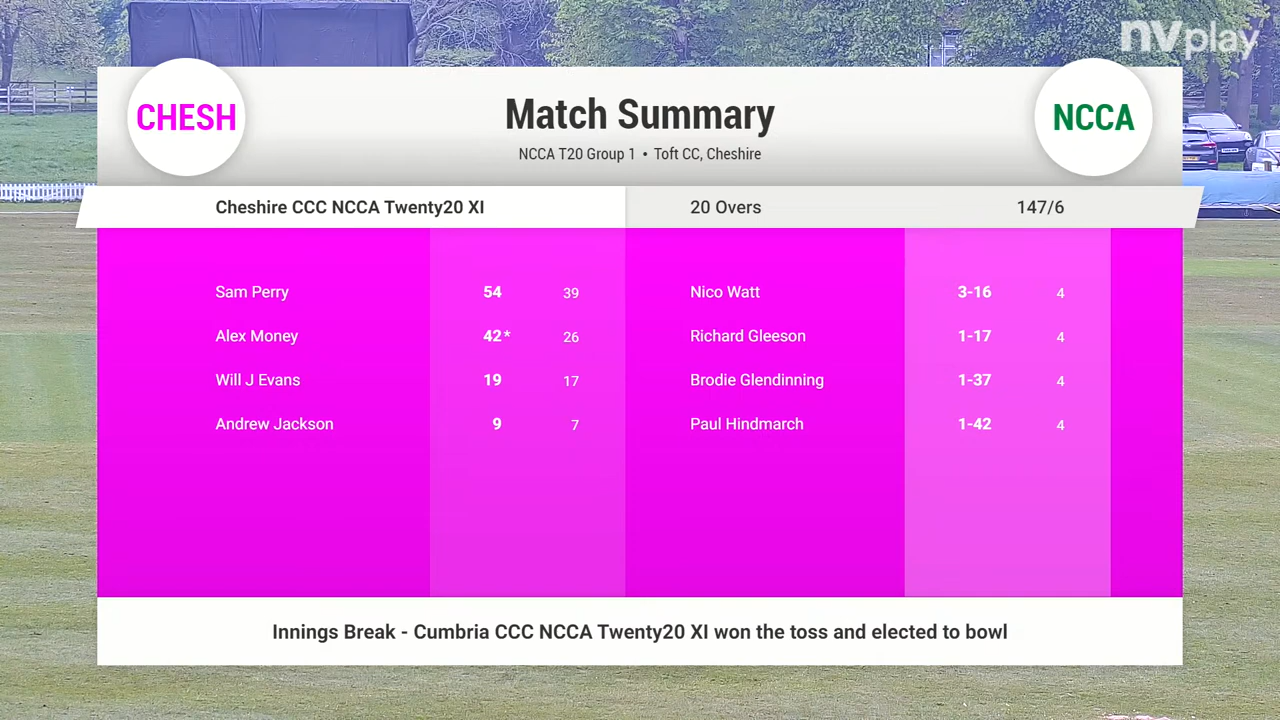 nvplay
CHESH
Match Summary
NCCA
NCCA T20 Group 1 • Toft CC, Cheshire
Cheshire CCC NCCA Twenty20 XI 20 Overs 147/6
Sam Perry 54 39 Nico Watt 3-16 4
Alex Money 42* 26 Richard Gleeson 1-17 4
Will J Evans 19 17 Brodie Glendinning 1-37 4
Andrew Jackson 9 7 Paul Hindmarch 1-42 4
Innings Break - Cumbria CCC NCCA Twenty20 XI won the toss and elected to bowl